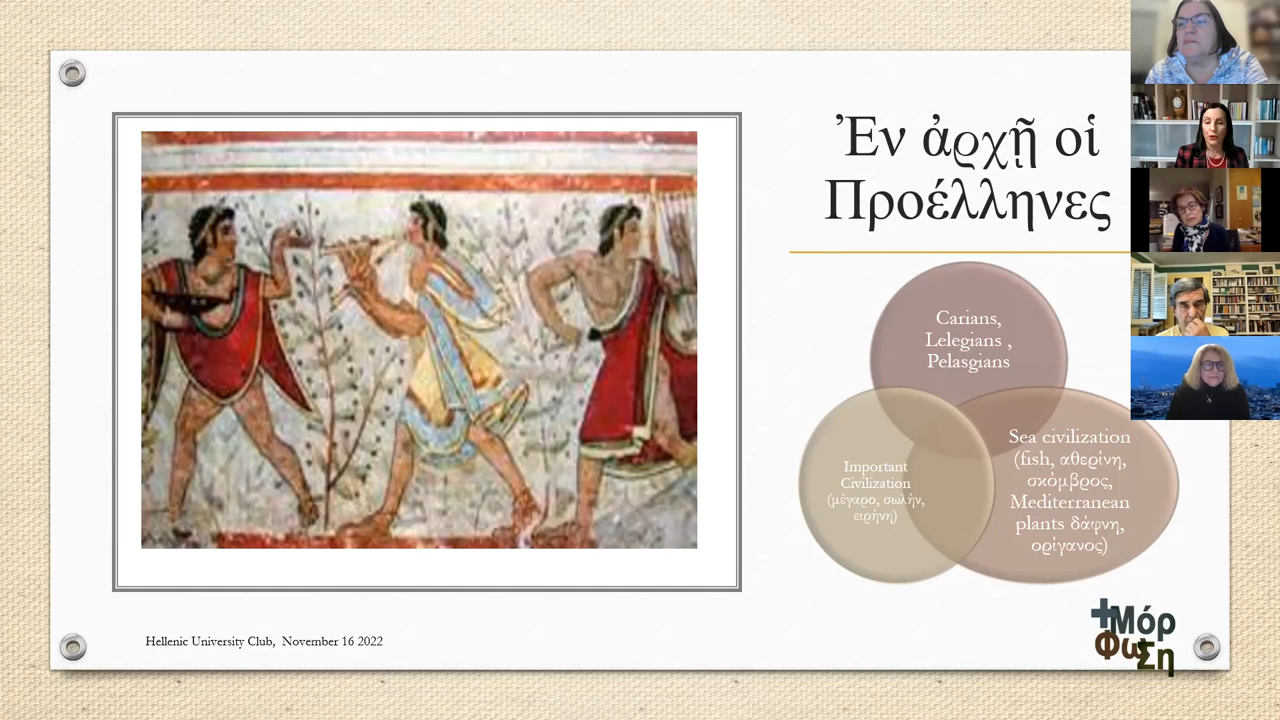 Ἐν ἀρχῇ οἱ
Προέλληνες
Carians,
Lelegians ,
Pelasgians
Important
Civilization
(μέγαρο, σωλήν,
ειρήνη)
Sea civilization
(fish, αθερίνη,
σκόμβρος,
Mediterranean
plants δάφνη,
ορίγανος)
Hellenic University Club,  November 16 2022
Μόρ
Φω
Ση